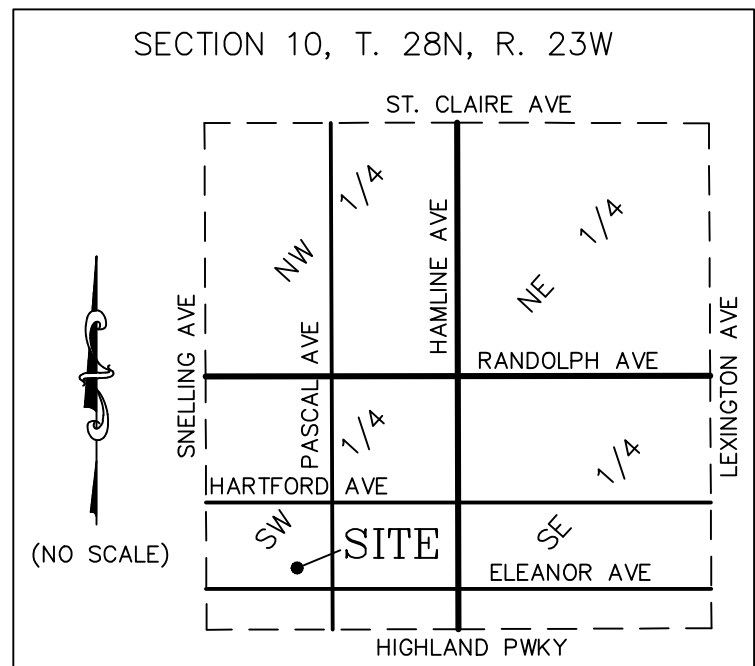 SECTION 10, T. 28N, R. 23W
ST. CLAIRE AVE
NW 1/4
NE 1/4
SNELLING AVE
PASCAL AVE
HAMLINE AVE
LEXINGTON AVE
RANDOLPH AVE
HARTFORD AVE
SW 1/4
SE 1/4
(NO SCALE)
SITE
ELEANOR AVE
HIGHLAND PWKY